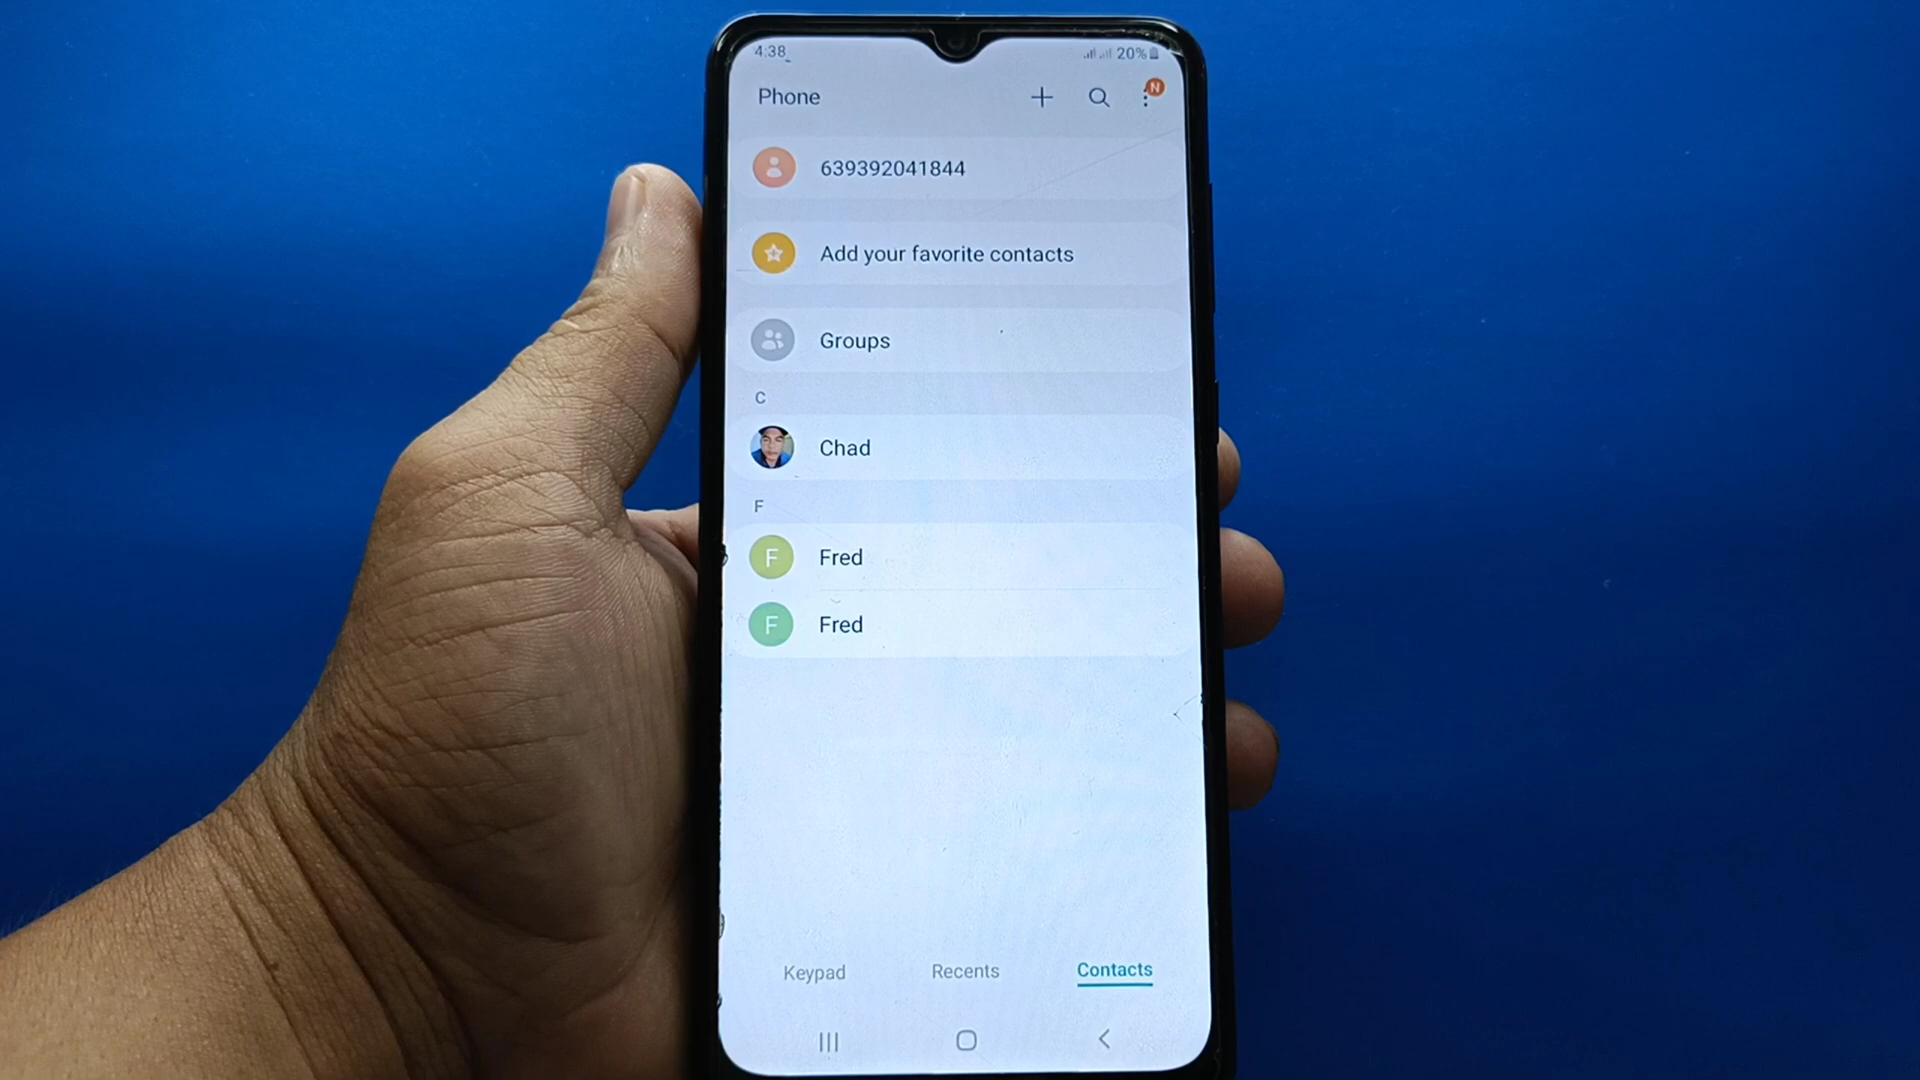 4:38
20%
Phone
N
639392041844
Add your favorite contacts
Groups
C
Chad
F
F Fred
F Fred
Keypad Recents Contacts